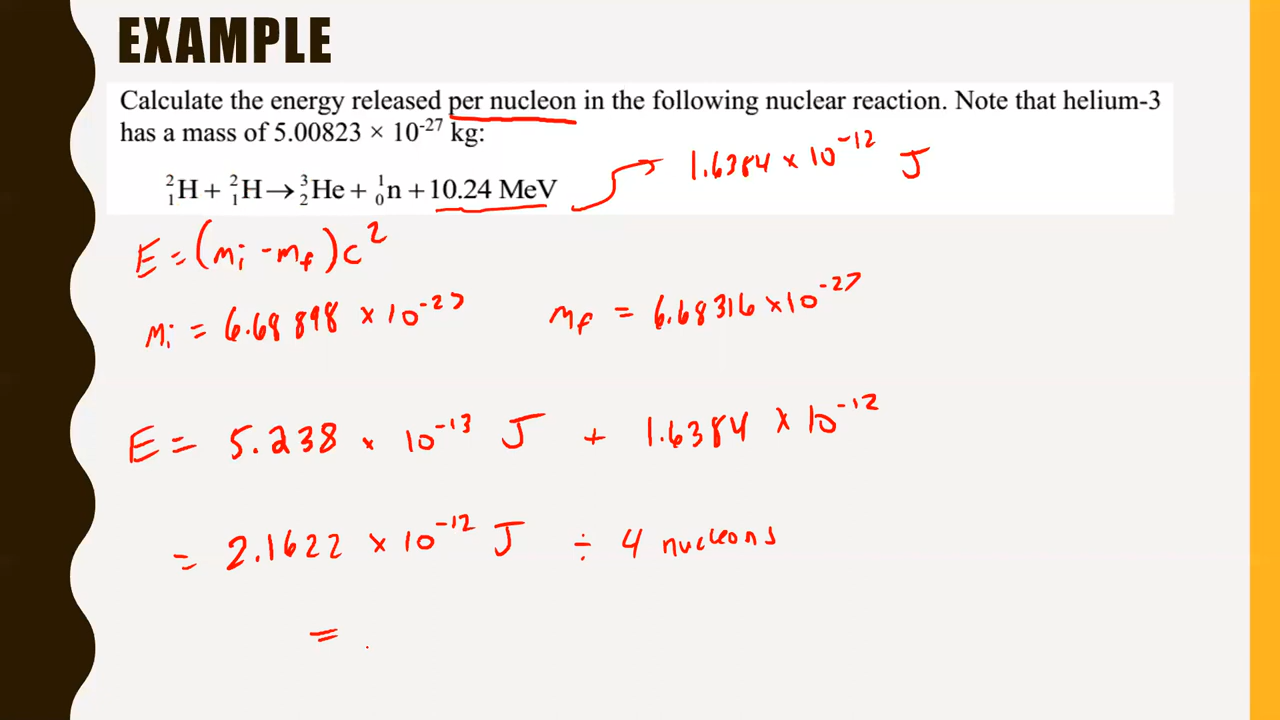 EXAMPLE
Calculate the energy released per nucleon in the following nuclear reaction. Note that helium-3
has a mass of 5.00823 × 10⁻²⁷ kg:
1.6384 × 10⁻¹² J
²₁H + ²₁H → ³₂He + ¹₀n + 10.24 MeV
E = (mᵢ - m_f)c²
mᵢ = 6.68898 × 10⁻²⁷ m_f = 6.68316 × 10⁻²⁷
E = 5.238 × 10⁻¹³ J + 1.6384 × 10⁻¹²
= 2.1622 × 10⁻¹² J ÷ 4 nucleons
=